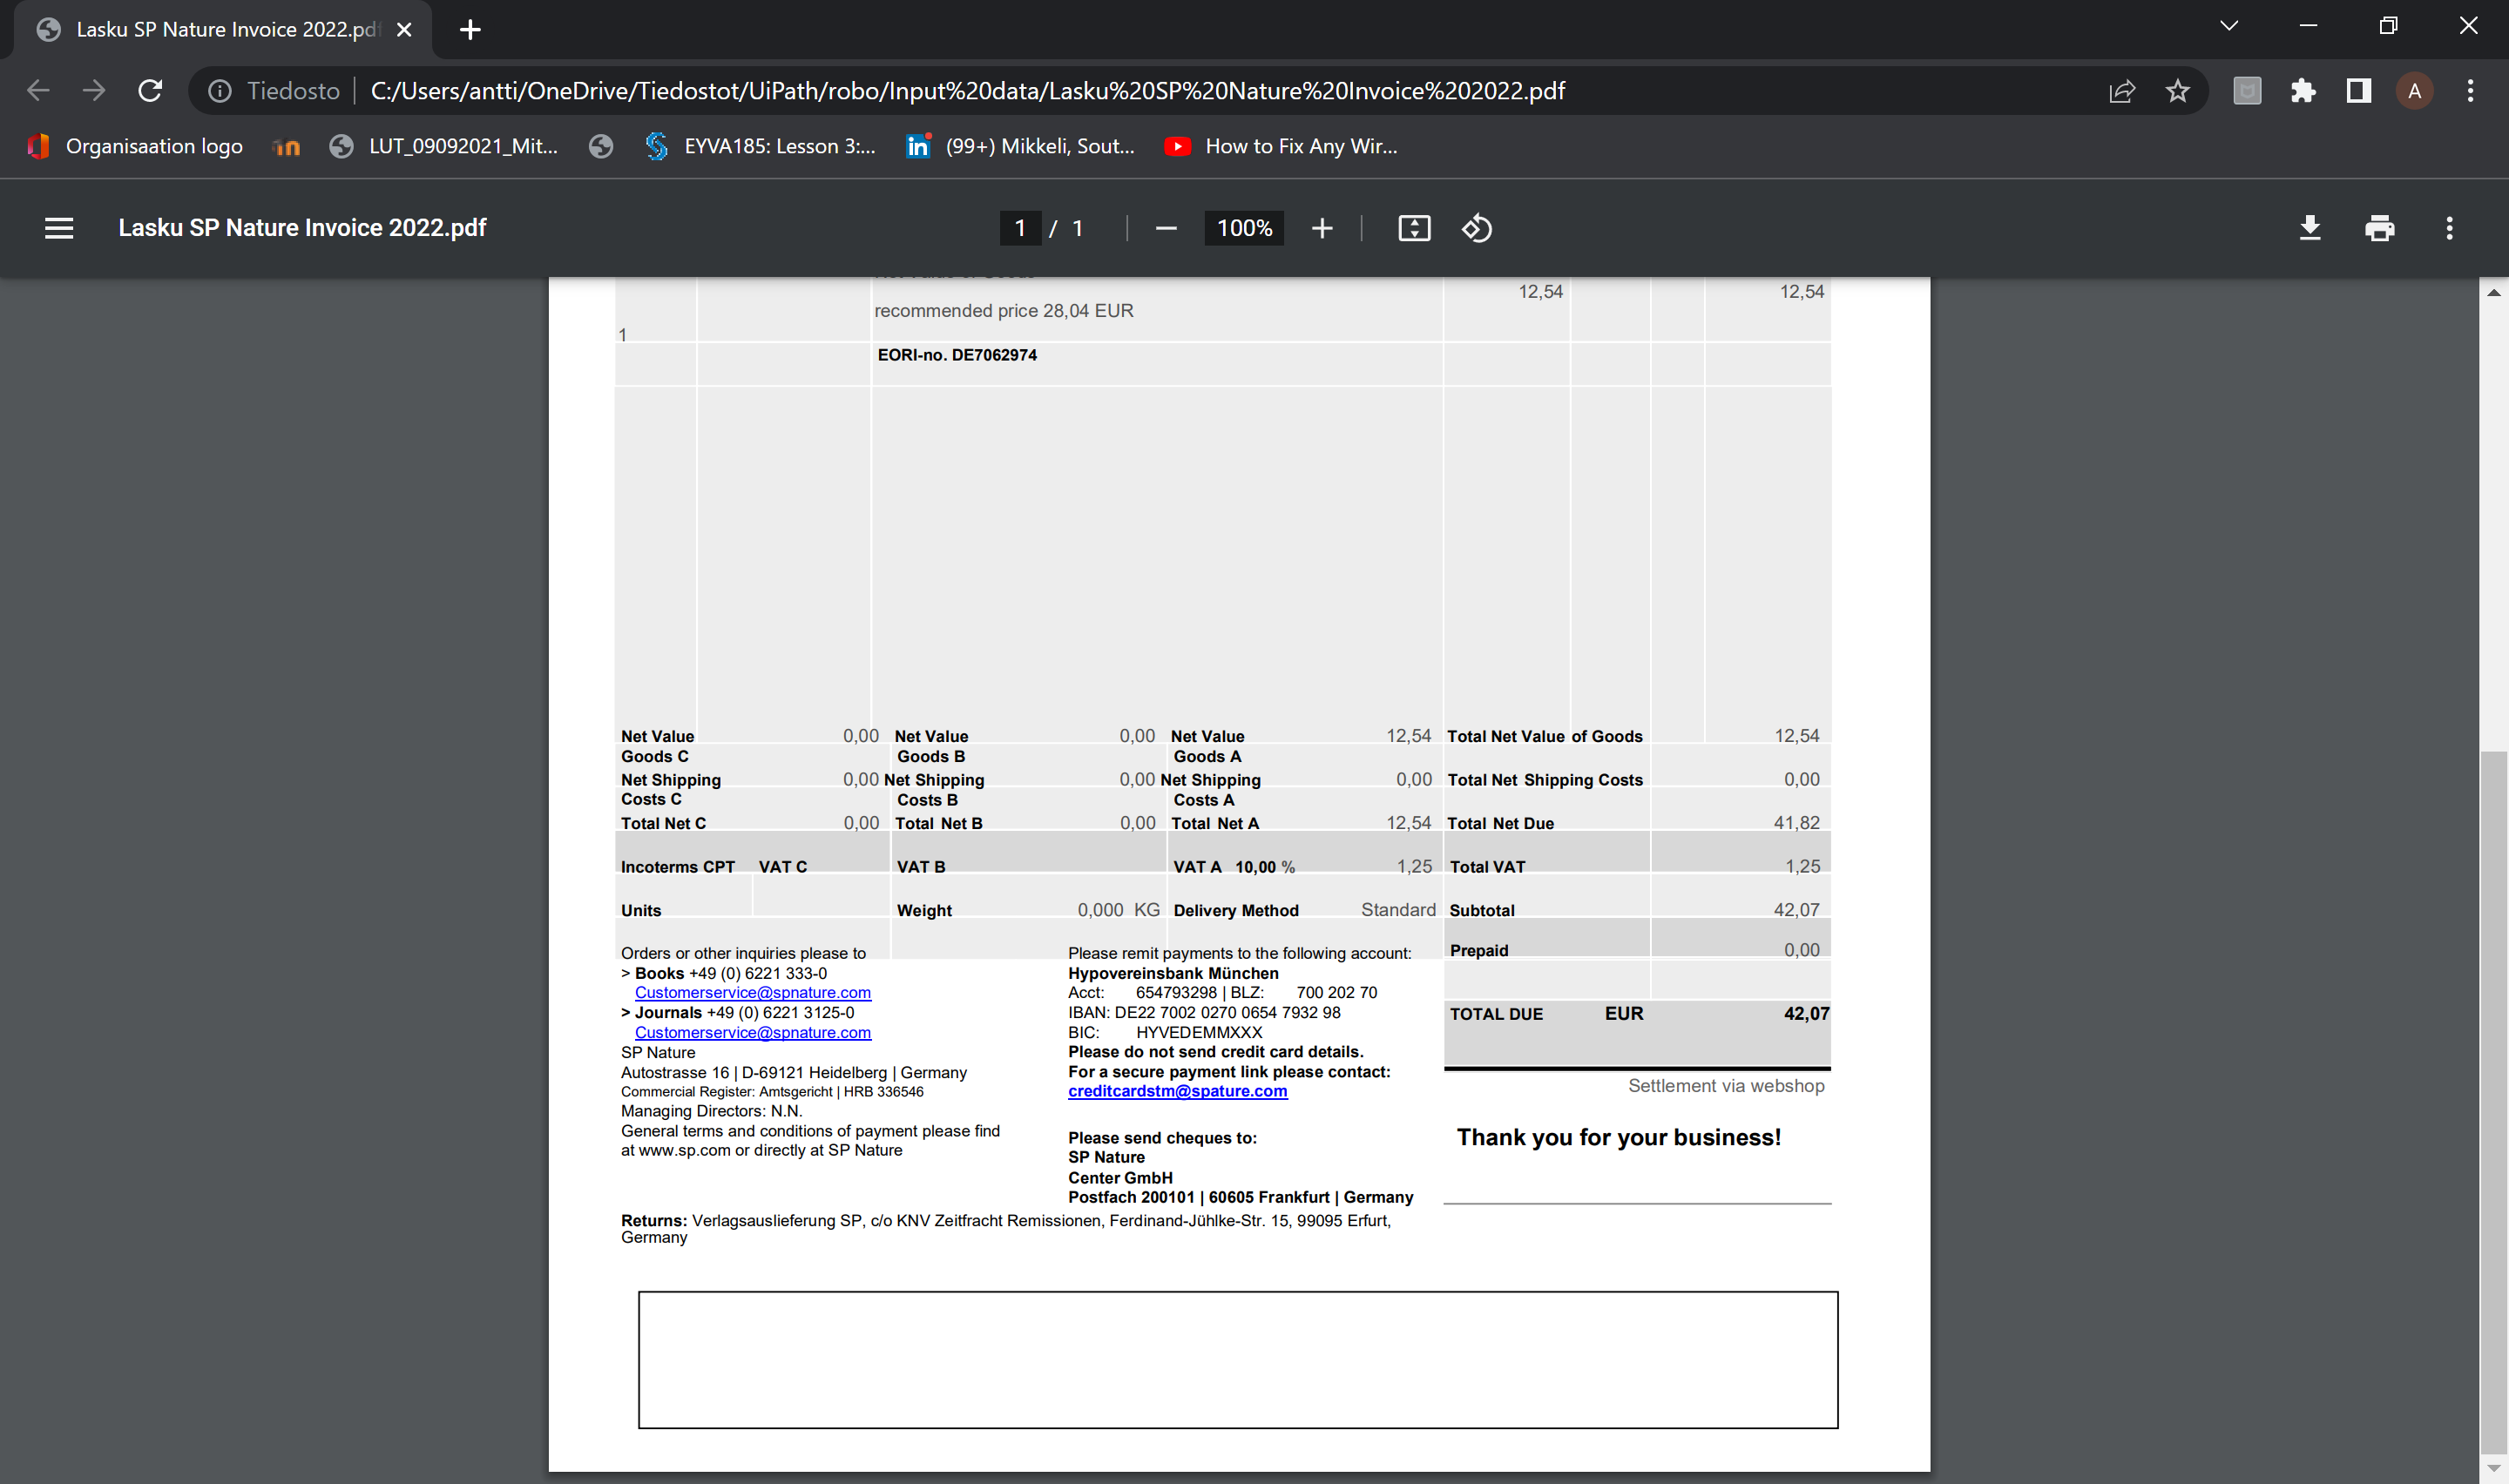 Lasku SP Nature Invoice 2022.pdf
Tiedosto C:/Users/antti/OneDrive/Tiedostot/UiPath/robo/Input%20data/Lasku%20SP%20Nature%20Invoice%202022.pdf A
Organisaation logo LUT_09092021_Mit... EYVA185: Lesson 3:... (99+) Mikkeli, Sout... How to Fix Any Wir...
Lasku SP Nature Invoice 2022.pdf 1 / 1 100%
12,54 12,54
recommended price 28,04 EUR
1
EORI-no. DE7062974
Net Value 0,00 Net Value 0,00 Net Value 12,54 Total Net Value of Goods 12,54
Goods C Goods B Goods A
Net Shipping 0,00 Net Shipping 0,00 Net Shipping 0,00 Total Net Shipping Costs 0,00
Costs C Costs B Costs A
Total Net C 0,00 Total Net B 0,00 Total Net A 12,54 Total Net Due 41,82
Incoterms CPT VAT C VAT B VAT A 10,00 % 1,25 Total VAT 1,25
Units Weight 0,000 KG Delivery Method Standard Subtotal 42,07
Prepaid 0,00
TOTAL DUE EUR 42,07
Settlement via webshop
Thank you for your business!
Orders or other inquiries please to
> Books +49 (0) 6221 333-0
Customerservice@spnature.com
> Journals +49 (0) 6221 3125-0
Customerservice@spnature.com
SP Nature
Autostrasse 16 | D-69121 Heidelberg | Germany
Commercial Register: Amtsgericht | HRB 336546
Managing Directors: N.N.
General terms and conditions of payment please find
at www.sp.com or directly at SP Nature
Please remit payments to the following account:
Hypovereinsbank München
Acct: 654793298 | BLZ: 700 202 70
IBAN: DE22 7002 0270 0654 7932 98
BIC: HYVEDEMMXXX
Please do not send credit card details.
For a secure payment link please contact:
creditcardstm@spature.com
Please send cheques to:
SP Nature
Center GmbH
Postfach 200101 | 60605 Frankfurt | Germany
Returns: Verlagsauslieferung SP, c/o KNV Zeitfracht Remissionen, Ferdinand-Jühlke-Str. 15, 99095 Erfurt,
Germany